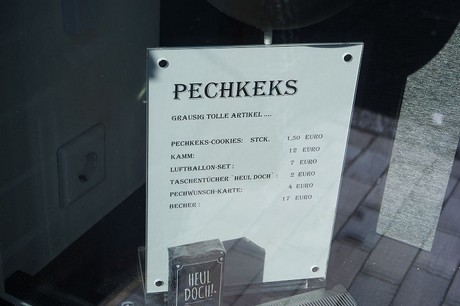 PECHKEKS
GRAUSIG TOLLE ARTIKEL ....
PECHKEKS-COOKIES: STCK. 1,50 EURO
KAMM: 12 EURO
LUFTBALLON-SET: 7 EURO
TASCHENTÜCHER "HEUL DOCH": 2 EURO
PECHWUNSCH-KARTE: 4 EURO
BECHER: 17 EURO
HEUL
DOCH!